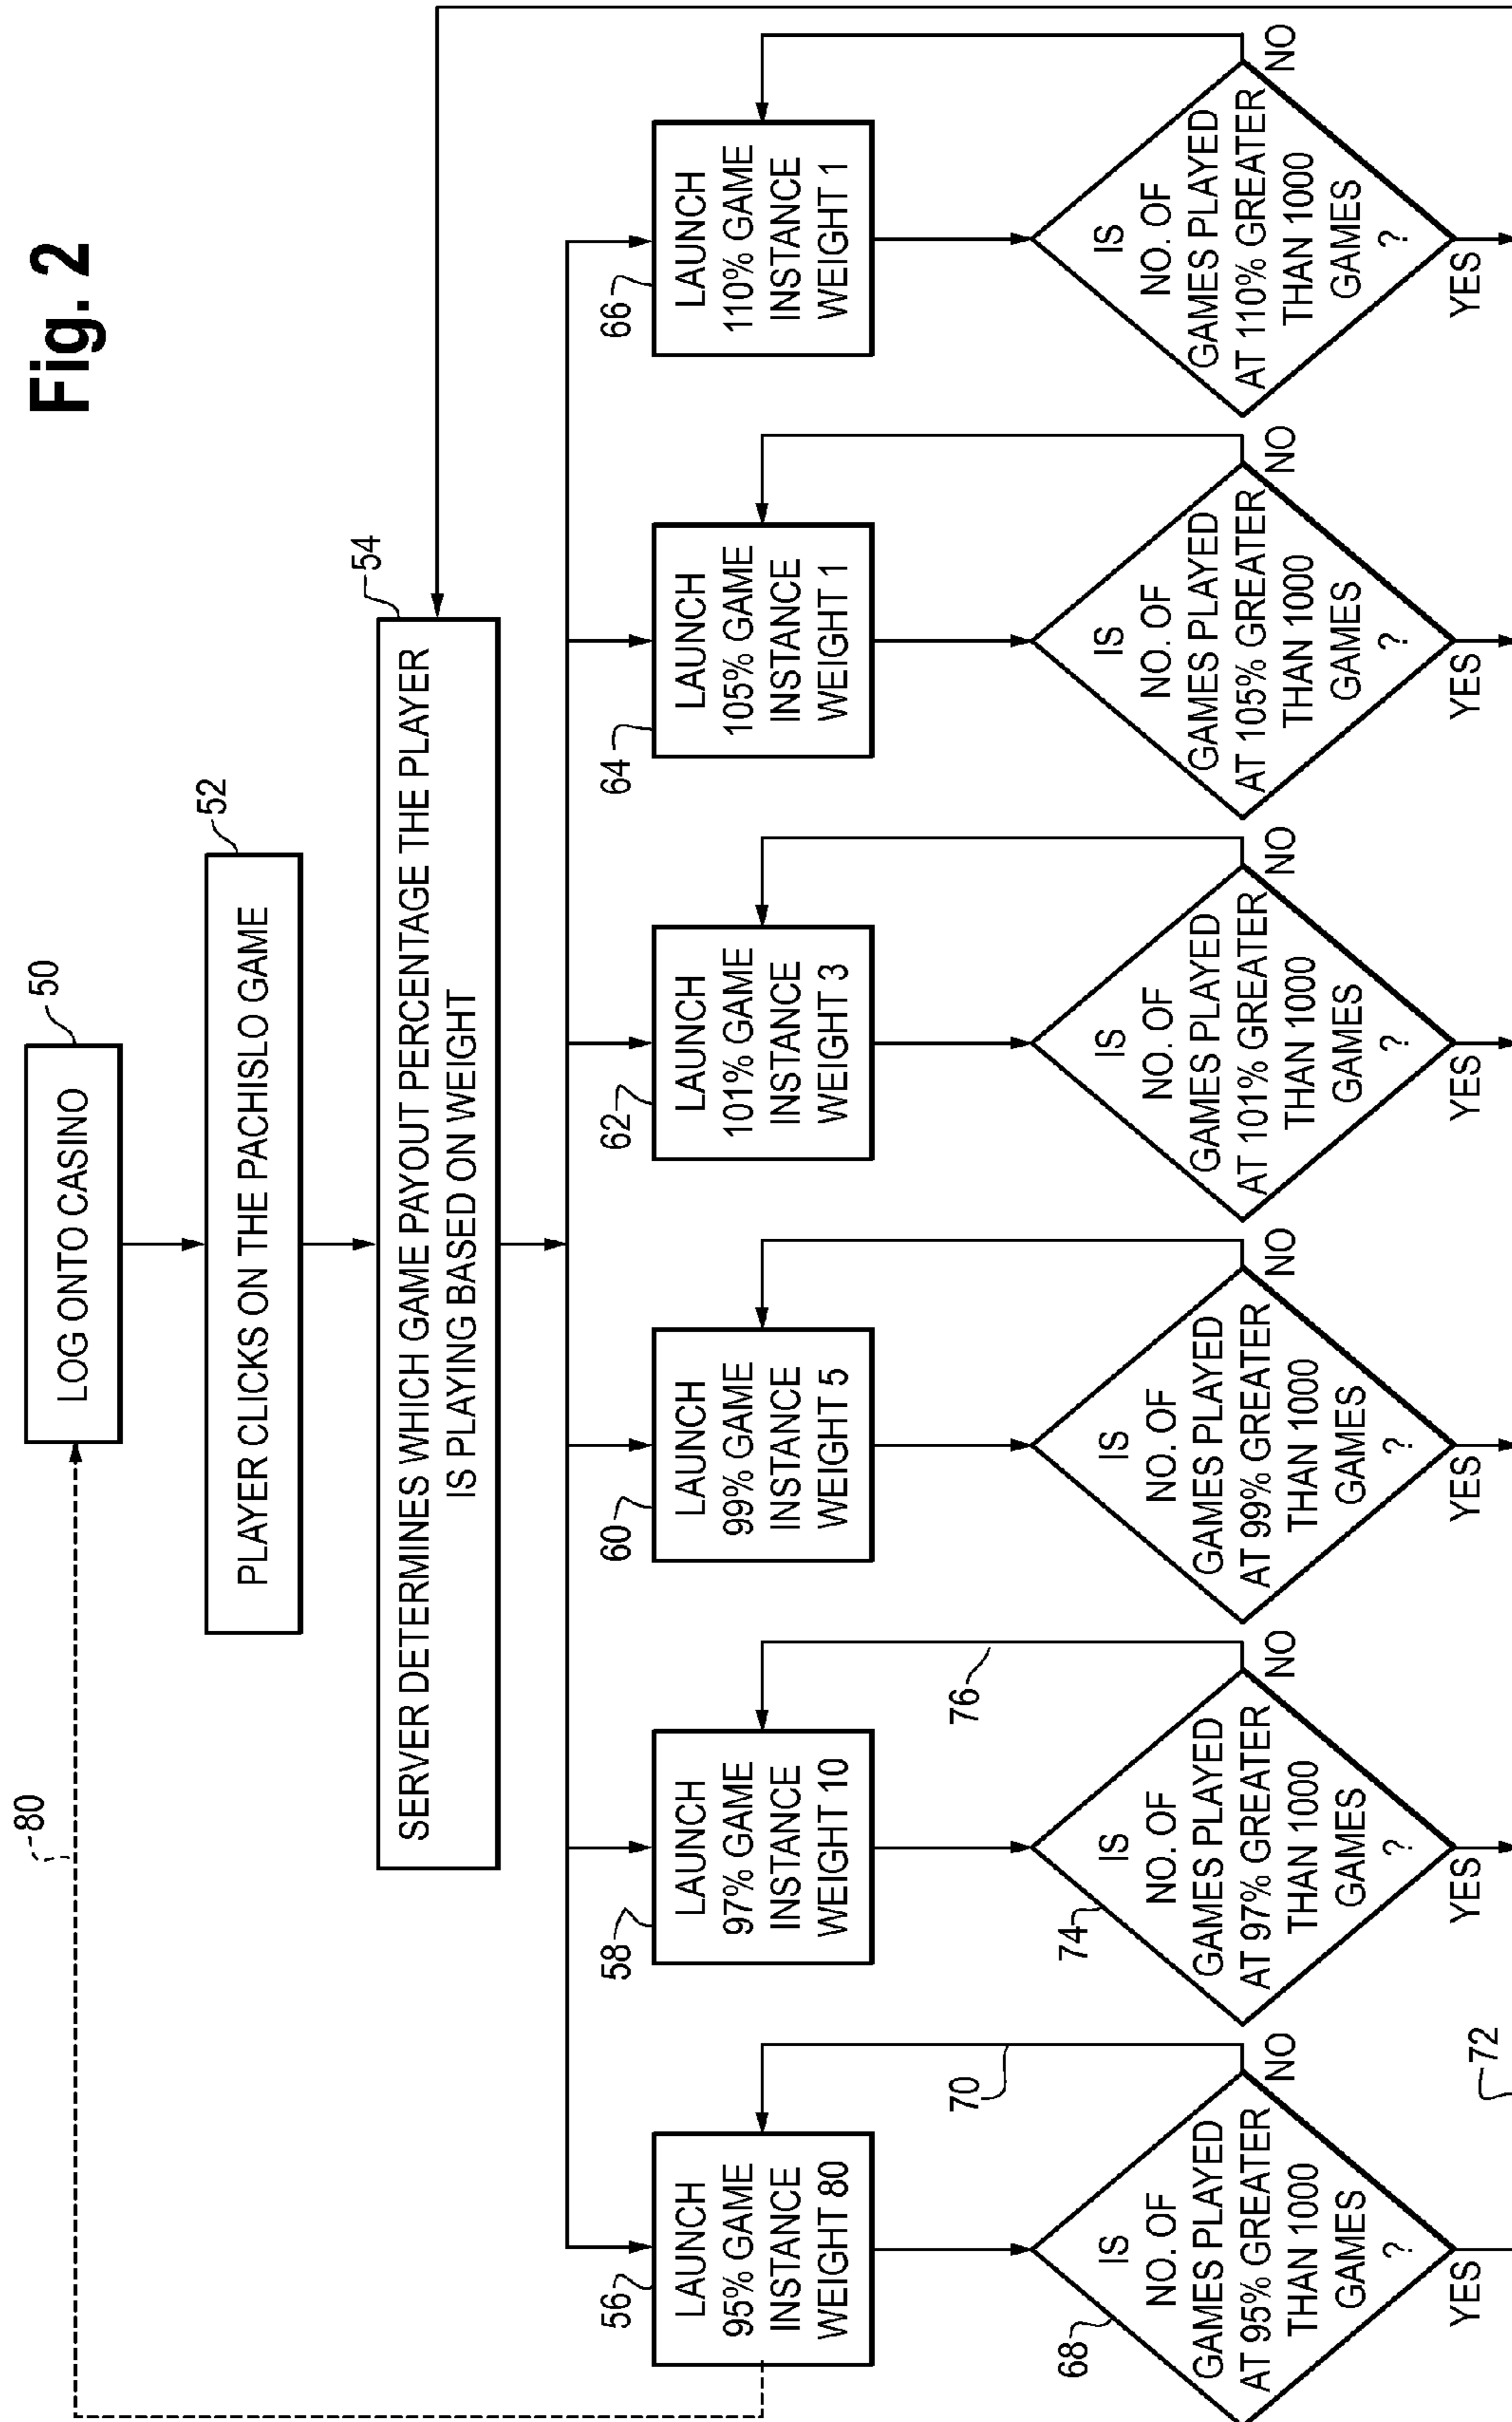 Fig. 2
80
LOG ONTO CASINO
50
PLAYER CLICKS ON THE PACHISLO GAME
52
SERVER DETERMINES WHICH GAME PAYOUT PERCENTAGE THE PLAYER
IS PLAYING BASED ON WEIGHT
54
56
LAUNCH
95% GAME
INSTANCE
WEIGHT 80
58
LAUNCH
97% GAME
INSTANCE
WEIGHT 10
60
LAUNCH
99% GAME
INSTANCE
WEIGHT 5
62
LAUNCH
101% GAME
INSTANCE
WEIGHT 3
64
LAUNCH
105% GAME
INSTANCE
WEIGHT 1
66
LAUNCH
110% GAME
INSTANCE
WEIGHT 1
68
IS
NO. OF
GAMES PLAYED
AT 95% GREATER
THAN 1000
GAMES
?
70
NO
YES
72
74
IS
NO. OF
GAMES PLAYED
AT 97% GREATER
THAN 1000
GAMES
?
76
NO
YES
IS
NO. OF
GAMES PLAYED
AT 99% GREATER
THAN 1000
GAMES
?
NO
YES
IS
NO. OF
GAMES PLAYED
AT 101% GREATER
THAN 1000
GAMES
?
NO
YES
IS
NO. OF
GAMES PLAYED
AT 105% GREATER
THAN 1000
GAMES
?
NO
YES
IS
NO. OF
GAMES PLAYED
AT 110% GREATER
THAN 1000
GAMES
?
NO
YES